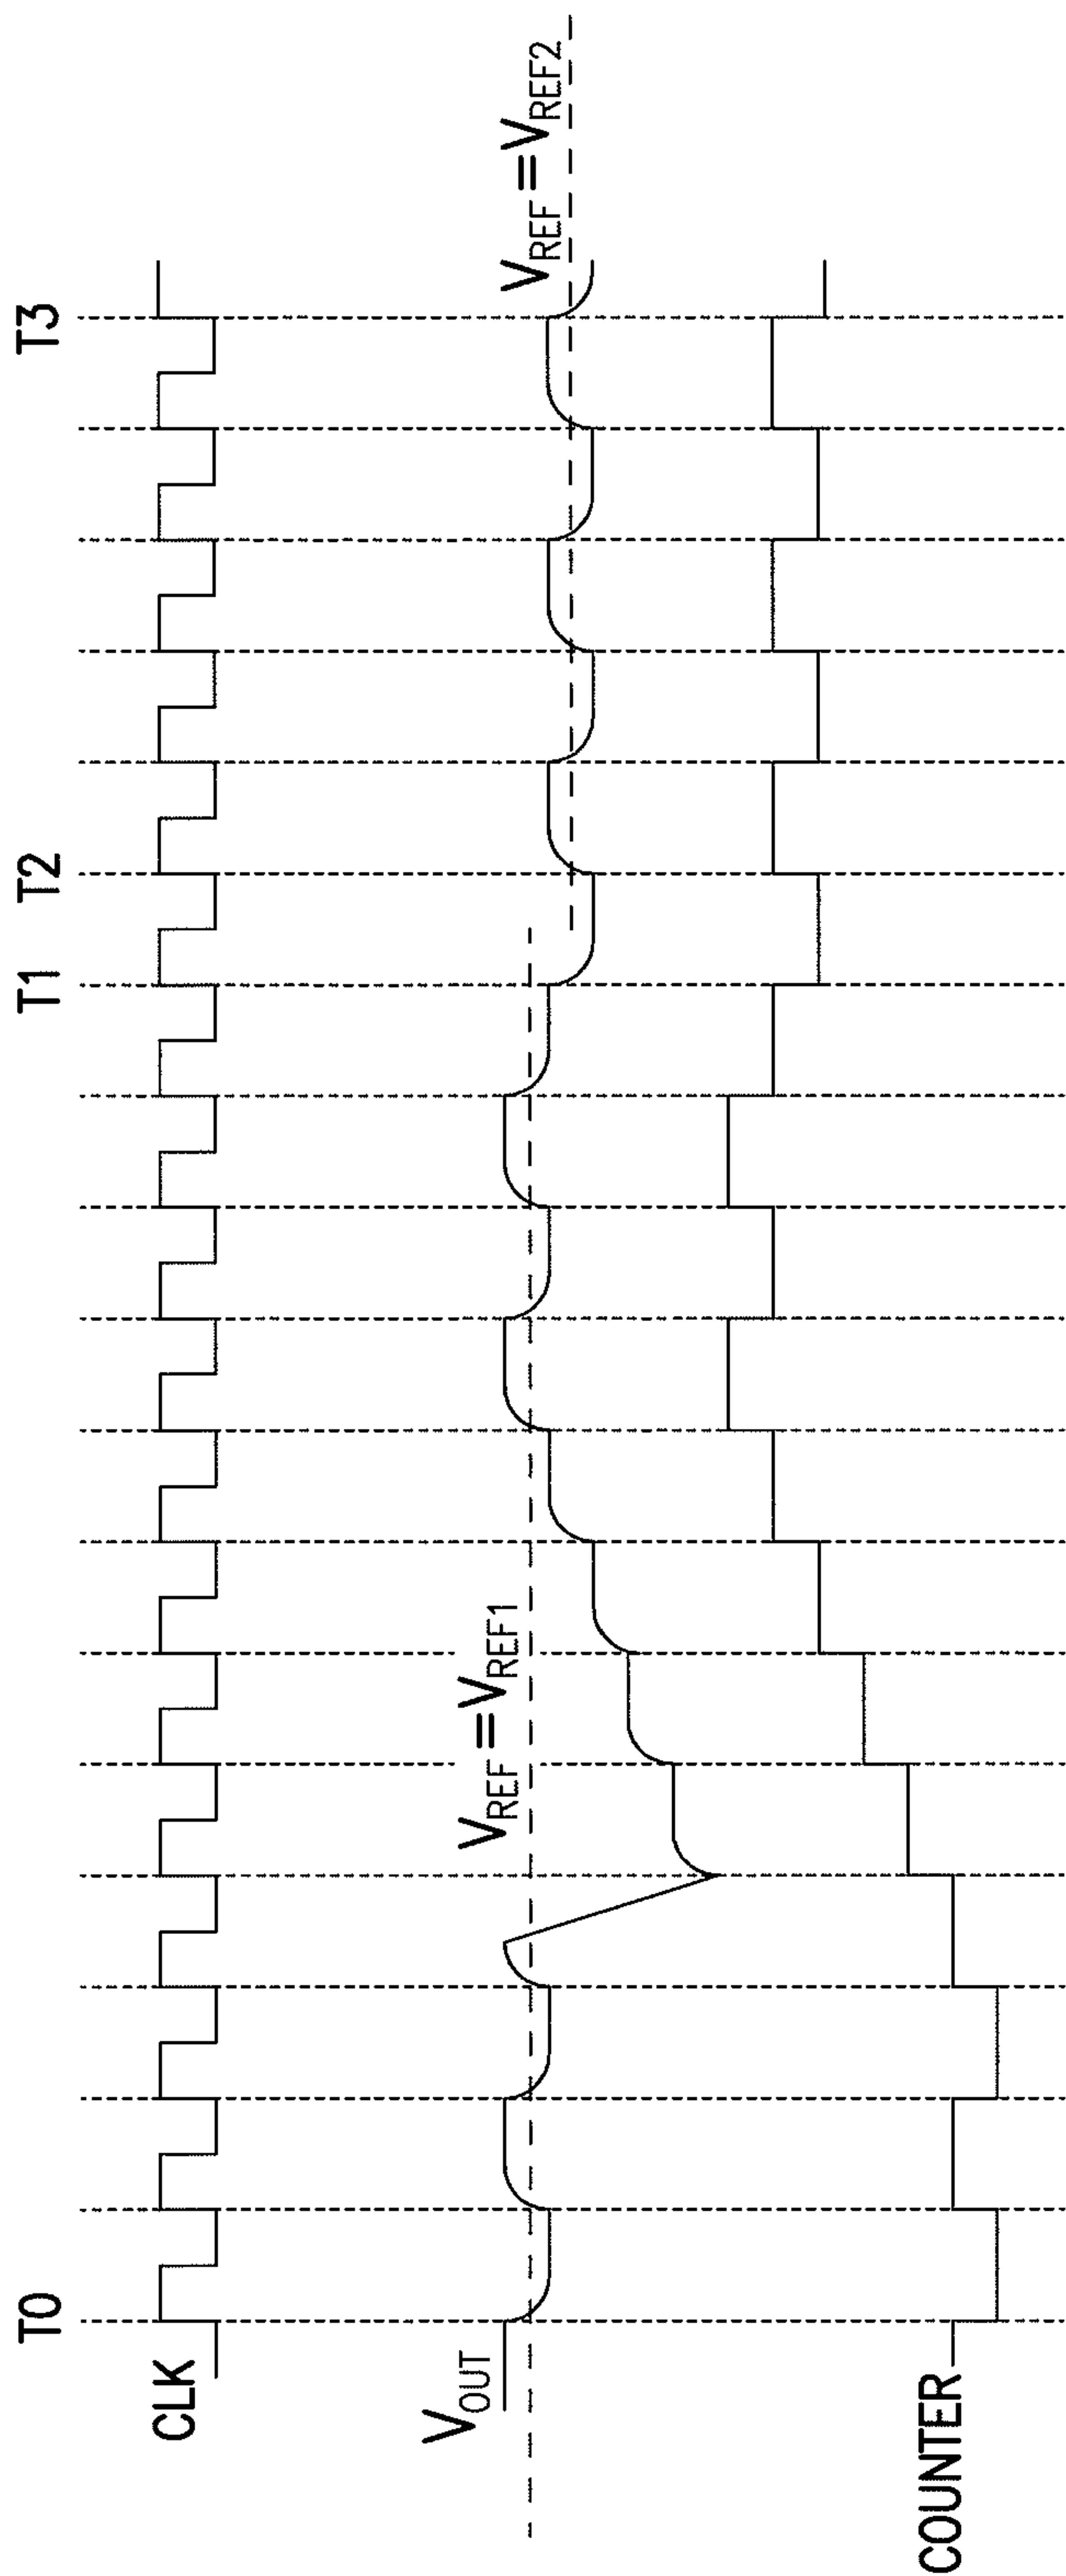 T0
T1
T2
T3
CLK
VOUT
VREF=VREF1
VREF=VREF2
COUNTER